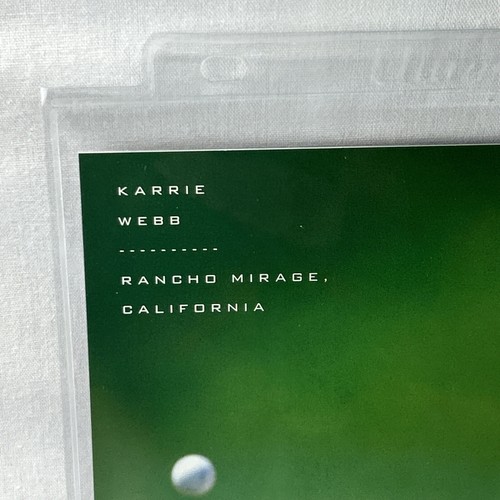 KARRIE
WEBB
----------
RANCHO MIRAGE,
CALIFORNIA